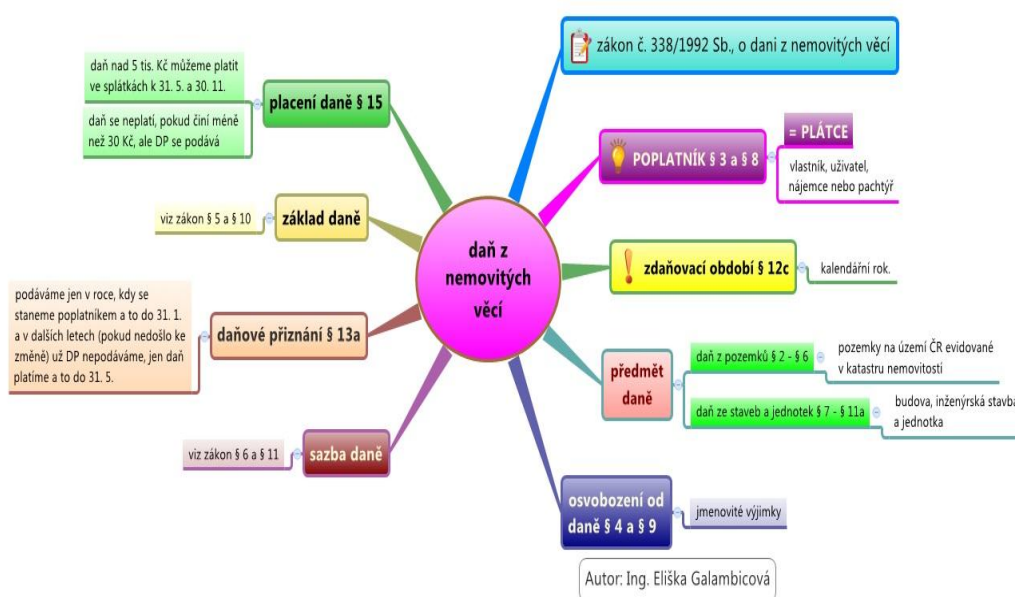 daň z
nemovitých
věcí
zákon č. 338/1992 Sb., o dani z nemovitých věcí
POPLATNÍK § 3 a § 8
= PLÁTCE
vlastník, uživatel,
nájemce nebo pachtýř
zdaňovací období § 12c
kalendářní rok.
předmět
daně
daň z pozemků § 2 - § 6
pozemky na území ČR evidované
v katastru nemovitostí
daň ze staveb a jednotek § 7 - § 11a
budova, inženýrská stavba
a jednotka
osvobození od
daně § 4 a § 9
jmenovité výjimky
placení daně § 15
daň nad 5 tis. Kč můžeme platit
ve splátkách k 31. 5. a 30. 11.
daň se neplatí, pokud činí méně
než 30 Kč, ale DP se podává
základ daně
viz zákon § 5 a § 10
daňové přiznání § 13a
podáváme jen v roce, kdy se
staneme poplatníkem a to do 31. 1.
a v dalších letech (pokud nedošlo ke
změně) už DP nepodáváme, jen daň
platíme a to do 31. 5.
sazba daně
viz zákon § 6 a § 11
Autor: Ing. Eliška Galambicová